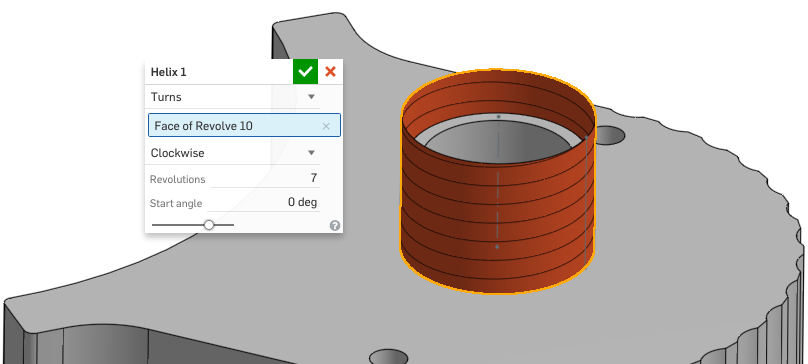 Helix 1
Turns
Face of Revolve 10
Clockwise
Revolutions 7
Start angle 0 deg
?